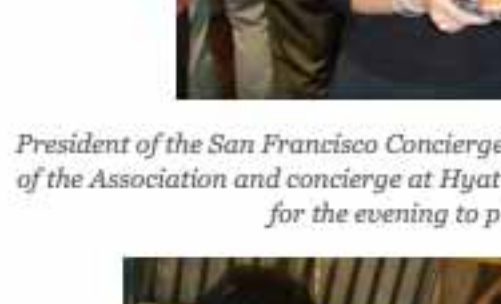 President of the San Francisco Concierge
of the Association and concierge at Hyat
for the evening to p